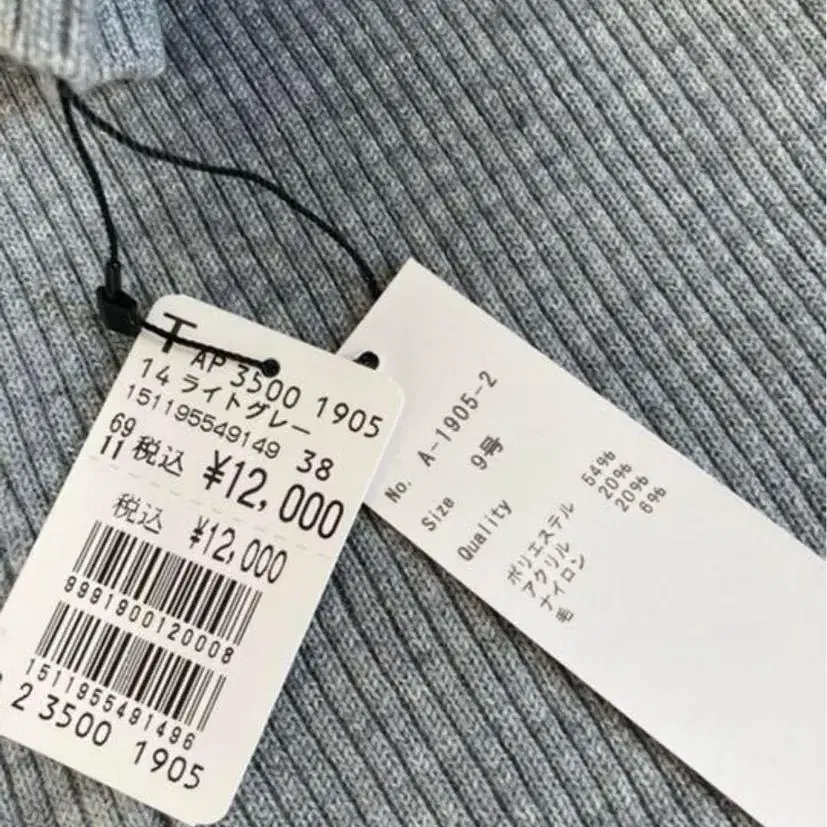 T
AP 3500 1905
14 ライトグレー
151195549149 38
69
11 税込 ¥12,000
税込 ¥12,000
9991900120008
1511955491496
2 3500 1905
No. A-1905-2
Size 9号
Quality
ポリエステル 54%
アクリル 20%
ナイロン 20%
毛 6%